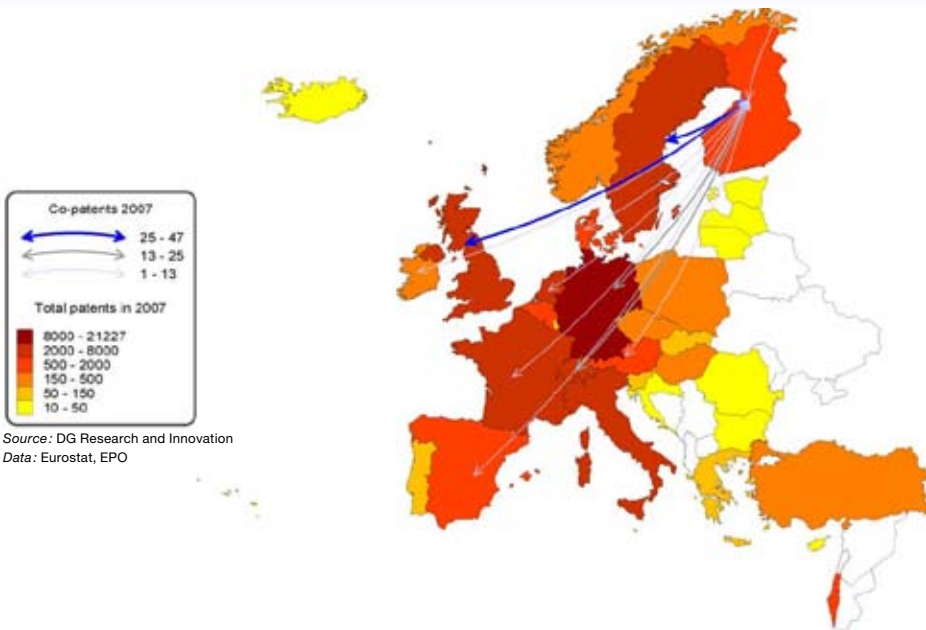 Co-patents 2007
25 - 47
13 - 25
1 - 13
Total patents in 2007
8000 - 21227
2000 - 8000
500 - 2000
150 - 500
50 - 150
10 - 50
Source: DG Research and Innovation
Data: Eurostat, EPO